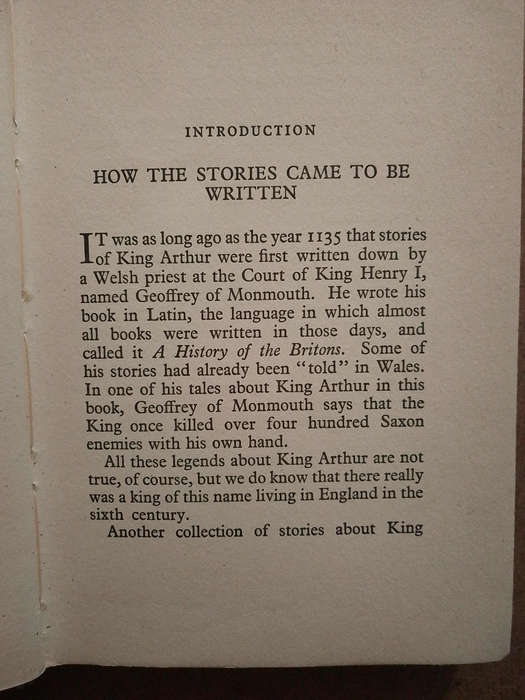 INTRODUCTION
HOW THE STORIES CAME TO BE
WRITTEN
IT was as long ago as the year 1135 that stories
of King Arthur were first written down by
a Welsh priest at the Court of King Henry I,
named Geoffrey of Monmouth. He wrote his
book in Latin, the language in which almost
all books were written in those days, and
called it A History of the Britons. Some of
his stories had already been "told" in Wales.
In one of his tales about King Arthur in this
book, Geoffrey of Monmouth says that the
King once killed over four hundred Saxon
enemies with his own hand.
All these legends about King Arthur are not
true, of course, but we do know that there really
was a king of this name living in England in the
sixth century.
Another collection of stories about King